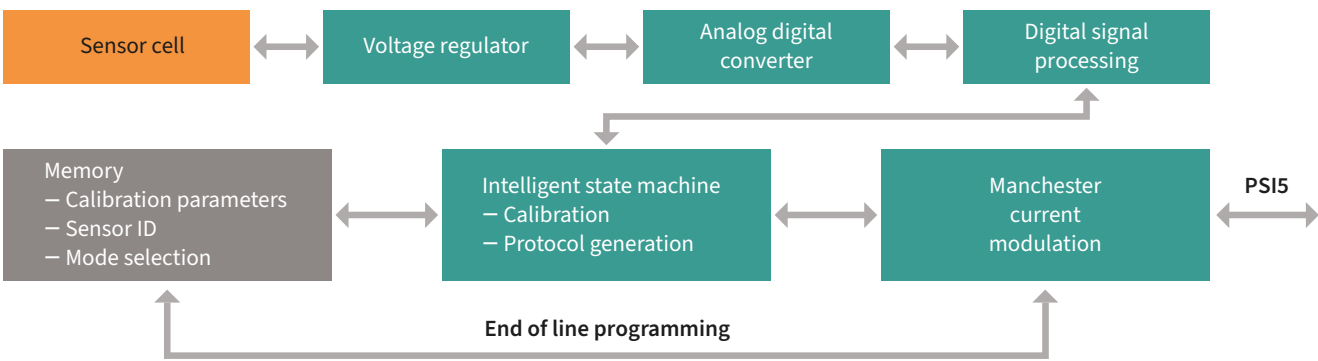 Sensor cell
Voltage regulator
Analog digital
converter
Digital signal
processing
Memory
– Calibration parameters
– Sensor ID
– Mode selection
Intelligent state machine
– Calibration
– Protocol generation
Manchester
current
modulation
PSI5
End of line programming